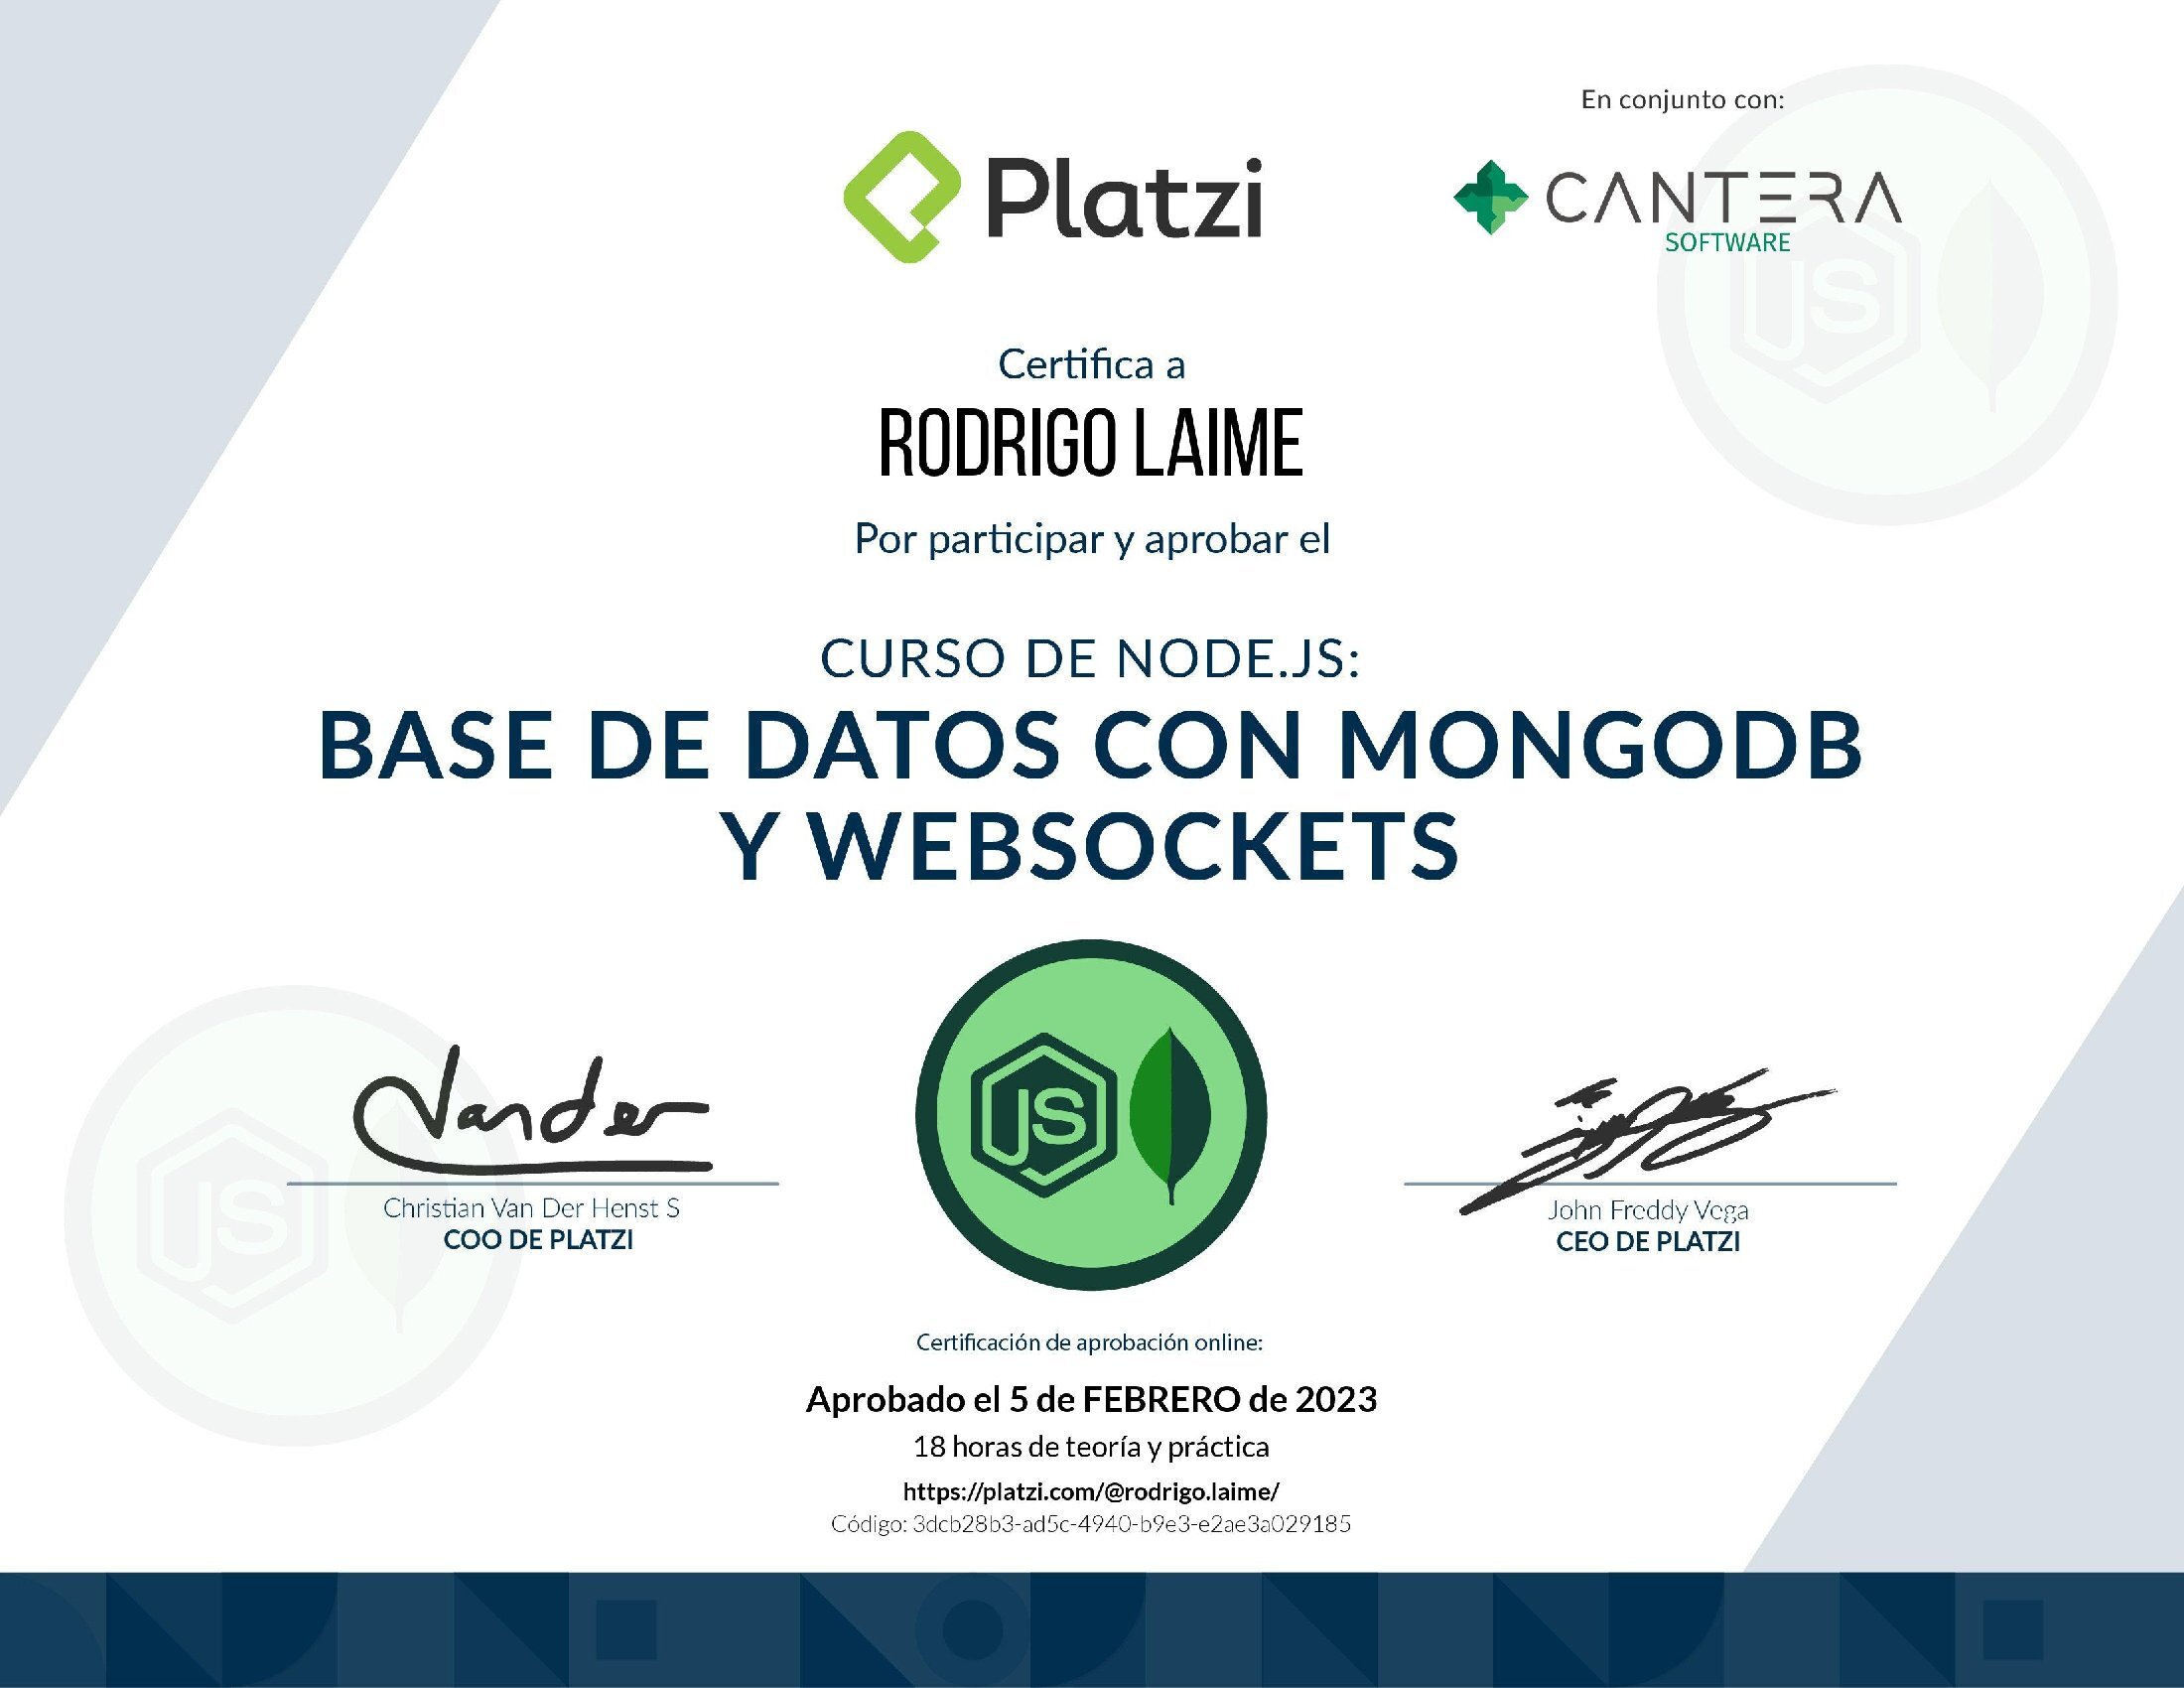 En conjunto con:
Platzi
CANTERA
SOFTWARE
Certifica a
RODRIGO LAIME
Por participar y aprobar el
CURSO DE NODE.JS:
BASE DE DATOS CON MONGODB
Y WEBSOCKETS
Vander
JS
Christian Van Der Henst S
COO DE PLATZI
John Freddy Vega
CEO DE PLATZI
Certificación de aprobación online:
Aprobado el 5 de FEBRERO de 2023
18 horas de teoría y práctica
https://platzi.com/@rodrigo.laime/
Código: 3dcb28b3-ad5c-4940-b9e3-e2ae3a029185